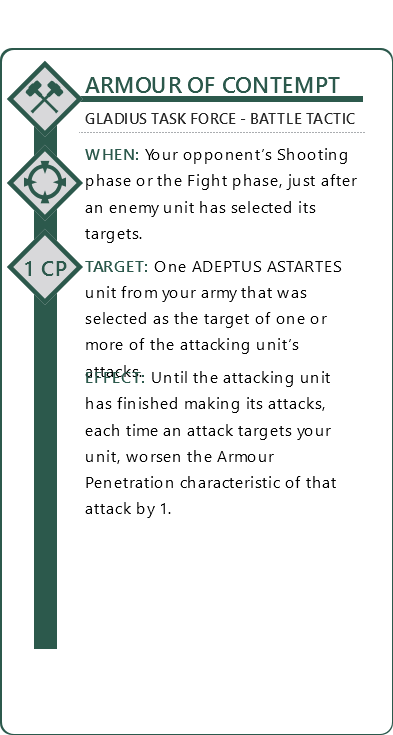 ARMOUR OF CONTEMPT
GLADIUS TASK FORCE - BATTLE TACTIC
WHEN: Your opponent's Shooting
phase or the Fight phase, just after
an enemy unit has selected its
targets.
1 CP
TARGET: One ADEPTUS ASTARTES
unit from your army that was
selected as the target of one or
more of the attacking unit's
attacks.
EFFECT: Until the attacking unit
has finished making its attacks,
each time an attack targets your
unit, worsen the Armour
Penetration characteristic of that
attack by 1.